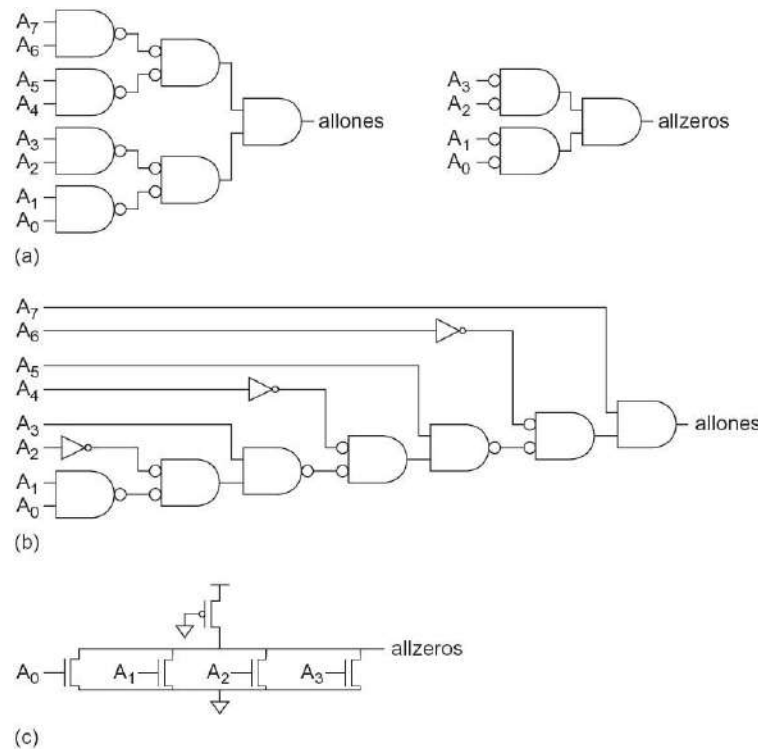 A₇
A₆
A₅
A₄
A₃
A₂
A₁
A₀
allones
A₃
A₂
A₁
A₀
allzeros
(a)
A₇
A₆
A₅
A₄
A₃
A₂
A₁
A₀
allones
(b)
allzeros
A₀ A₁ A₂ A₃
(c)